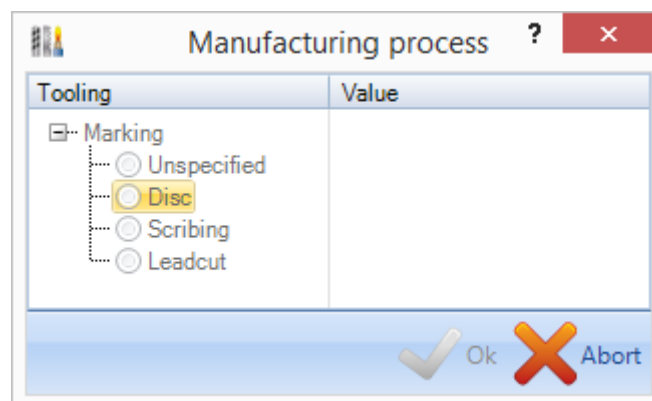 Manufacturing process ? ×
Tooling Value
Marking
Unspecified
Disc
Scribing
Leadcut
Ok Abort